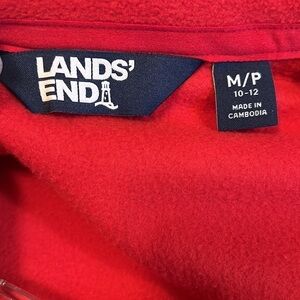 LANDS'
END
M/P
10-12
MADE IN
CAMBODIA